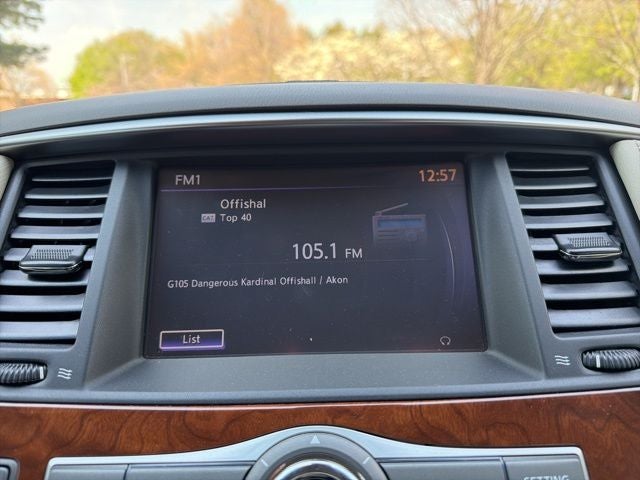 FM1
12:57
Offishal
CAT Top 40
105.1 FM
G105 Dangerous Kardinal Offishall / Akon
List
SETTING